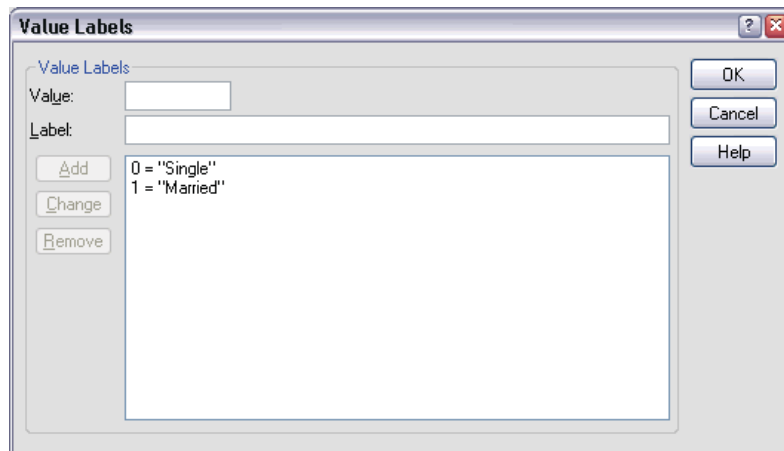 Value Labels
Value Labels
Value:
Label:
Add
Change
Remove
0 = "Single"
1 = "Married"
OK
Cancel
Help